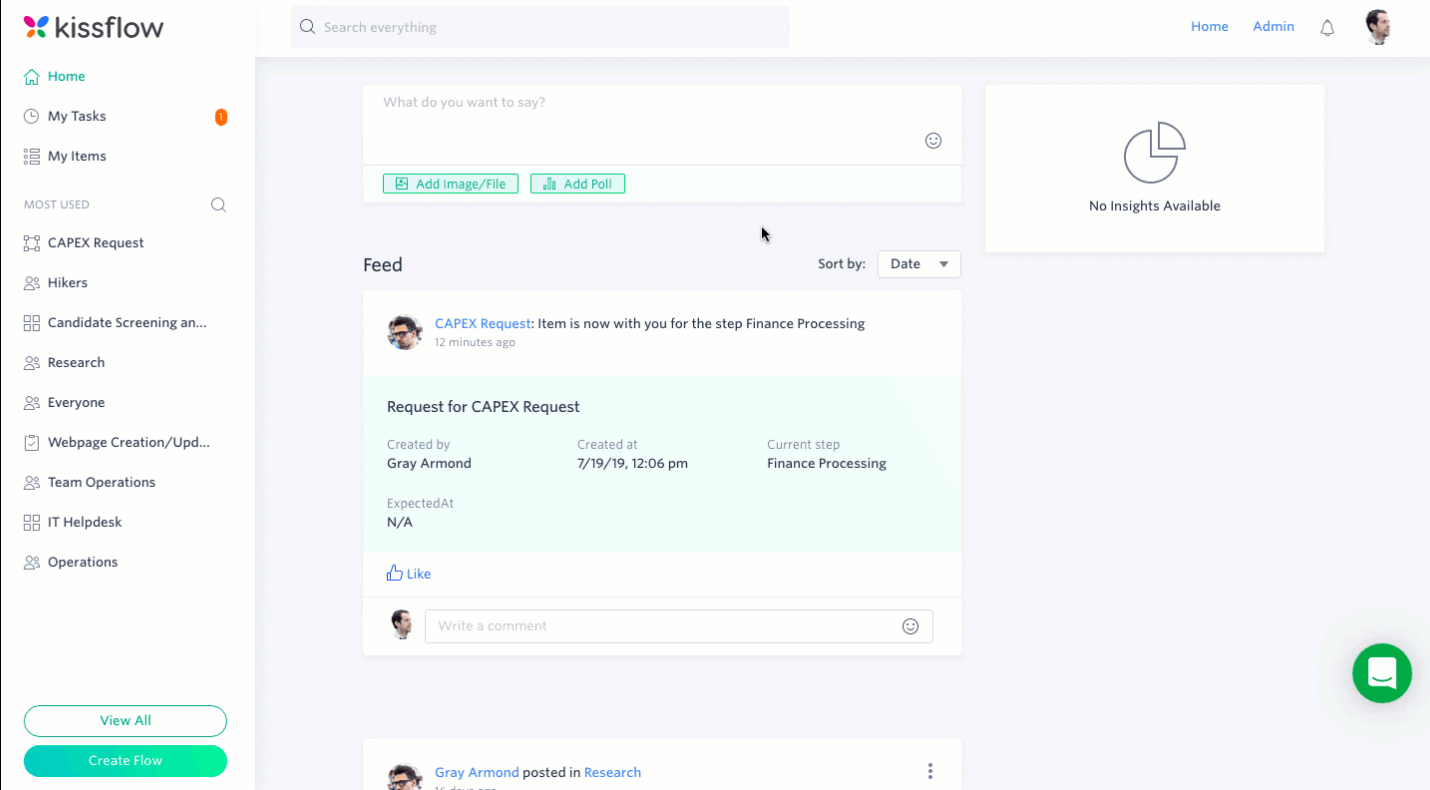 kissflow
Search everything
Home
Admin
Home
My Tasks
1
My Items
MOST USED
CAPEX Request
Hikers
Candidate Screening an...
Research
Everyone
Webpage Creation/Upd...
Team Operations
IT Helpdesk
Operations
View All
Create Flow
What do you want to say?
Add Image/File
Add Poll
Feed
Sort by:
Date
CAPEX Request: Item is now with you for the step Finance Processing
12 minutes ago
Request for CAPEX Request
Created by
Created at
Current step
Gray Armond
7/19/19, 12:06 pm
Finance Processing
ExpectedAt
N/A
Like
Write a comment
Gray Armond posted in Research
days ago
No Insights Available